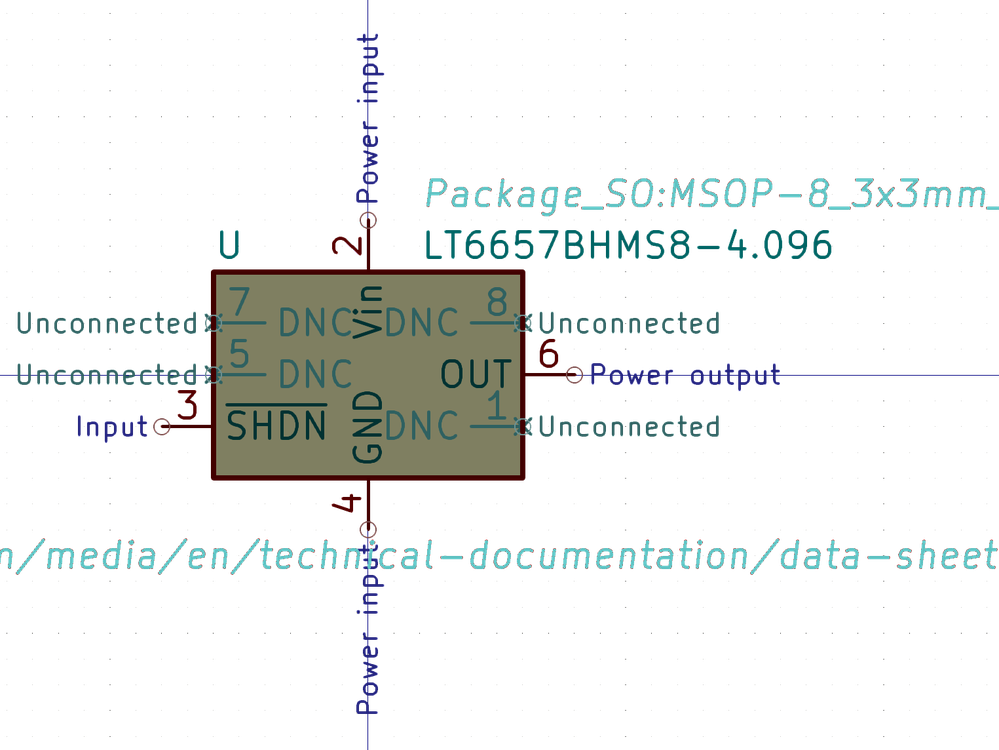 Power input
Package_SO:MSOP-8_3x3mm_
U
2
LT6657BHMS8-4.096
Unconnected
7
DNC
Vin
DNC
8
Unconnected
Unconnected
5
DNC
OUT
6
Power output
Input
3
SHDN
GND
DNC
1
Unconnected
4
m/media/en/technical-documentation/data-sheet
Power input